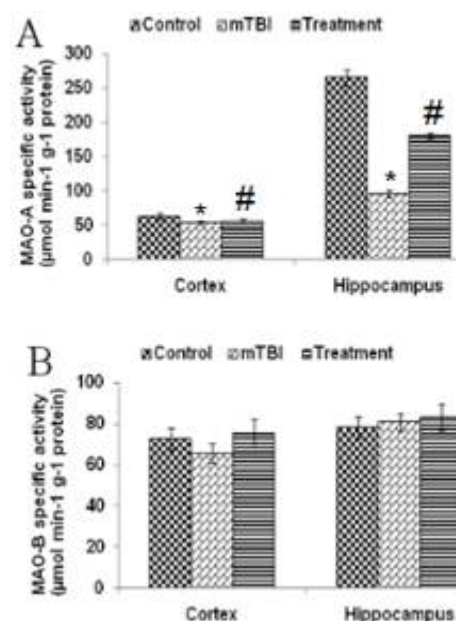 A
Control mTBI Treatment
MAO-A specific activity
(µmol min-1 g-1 protein)
300
250
200
150
100
50
0
*
#
*
#
Cortex Hippocampus
B
Control mTBI Treatment
MAO-B specific activity
(µmol min-1 g-1 protein)
100
80
60
40
20
0
Cortex Hippocampus